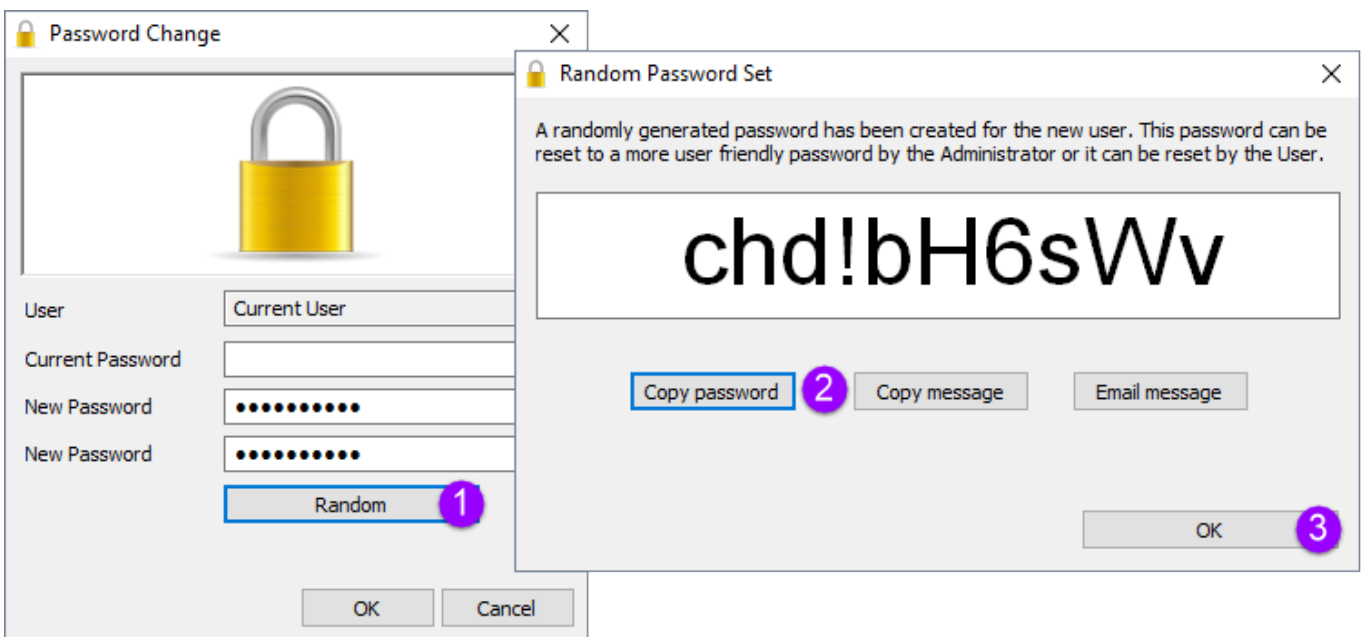 Password Change
User
Current User
Current Password
New Password
••••••••••
New Password
••••••••••
Random
1
OK
Cancel
Random Password Set
A randomly generated password has been created for the new user. This password can be
reset to a more user friendly password by the Administrator or it can be reset by the User.
chd!bH6sWv
Copy password
2
Copy message
Email message
OK
3